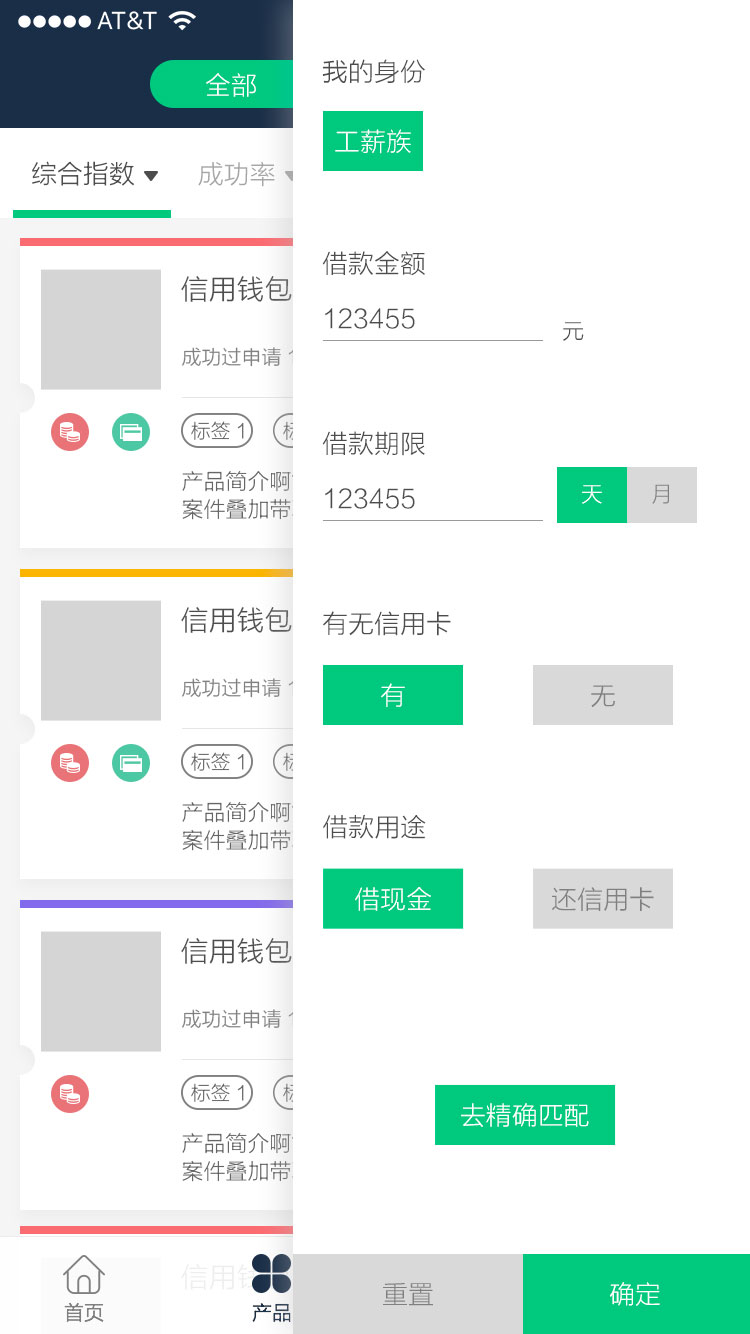 AT&T
全部
综合指数
成功率
信用钱包
成功过申请
标签 1
产品简介啊
案件叠加带
信用钱包
成功过申请
标签 1
产品简介啊
案件叠加带
信用钱包
成功过申请
标签 1
产品简介啊
案件叠加带
信用
首页
产品
我的身份
工薪族
借款金额
123455
元
借款期限
123455
天
月
有无信用卡
有
无
借款用途
借现金
还信用卡
去精确匹配
重置
确定